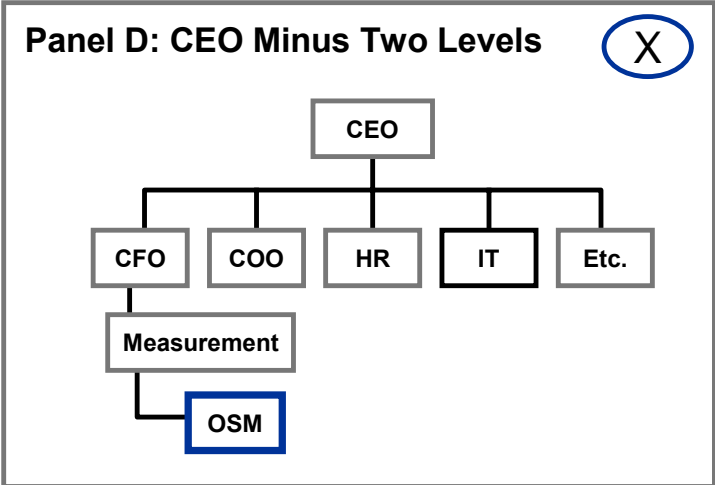 Panel D: CEO Minus Two Levels
X
CEO
CFO
COO
HR
IT
Etc.
Measurement
OSM